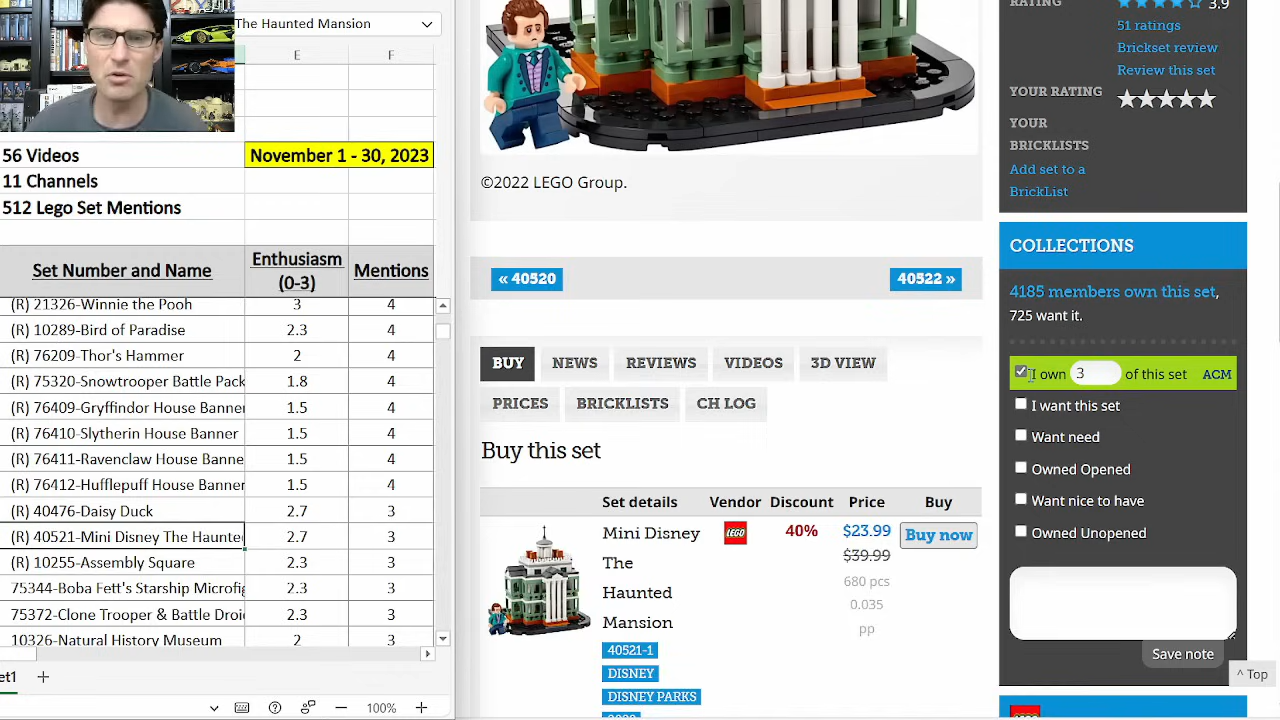 The Haunted Mansion
E F
56 Videos November 1 - 30, 2023
11 Channels
512 Lego Set Mentions
Set Number and Name Enthusiasm (0-3) Mentions
(R) 21326-Winnie the Pooh 3 4
(R) 10289-Bird of Paradise 2.3 4
(R) 76209-Thor's Hammer 2 4
(R) 75320-Snowtrooper Battle Pack 1.8 4
(R) 76409-Gryffindor House Banner 1.5 4
(R) 76410-Slytherin House Banner 1.5 4
(R) 76411-Ravenclaw House Banne 1.5 4
(R) 76412-Hufflepuff House Banner 1.5 4
(R) 40476-Daisy Duck 2.7 3
(R) 40521-Mini Disney The Haunte 2.7 3
(R) 10255-Assembly Square 2.3 3
75344-Boba Fett's Starship Microfig 2.3 3
75372-Clone Trooper & Battle Droi 2.3 3
10326-Natural History Museum 2 3
et1
100%
©2022 LEGO Group.
« 40520 40522 »
BUY NEWS REVIEWS VIDEOS 3D VIEW
PRICES BRICKLISTS CH LOG
Buy this set
Set details Vendor Discount Price Buy
Mini Disney The Haunted Mansion LEGO 40% $23.99 Buy now
$39.99
680 pcs
0.035 pp
40521-1
DISNEY
DISNEY PARKS
RATING 3.9
51 ratings
Brickset review
Review this set
YOUR RATING
YOUR BRICKLISTS
Add set to a BrickList
COLLECTIONS
4185 members own this set,
725 want it.
I own 3 of this set ACM
I want this set
Want need
Owned Opened
Want nice to have
Owned Unopened
Save note
^ Top